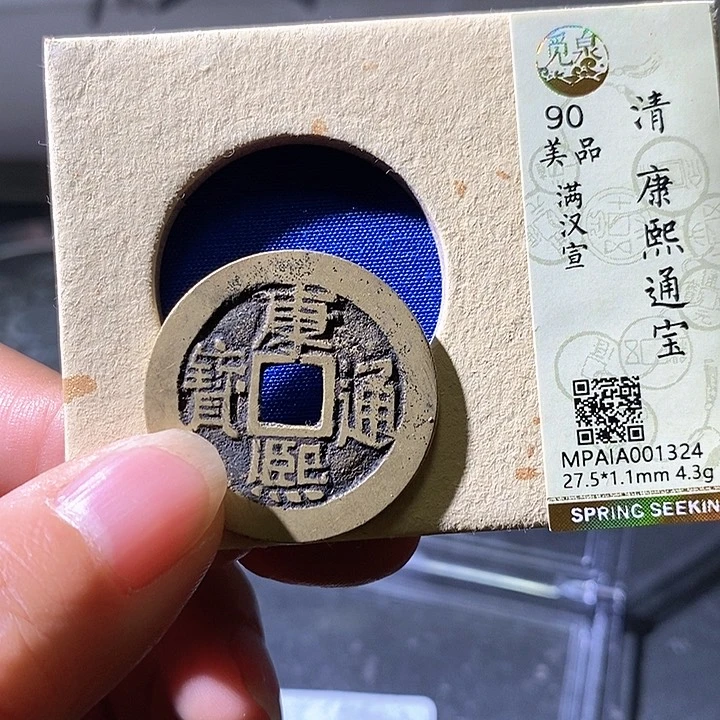 康
熙
通
寳
觅泉
90
美品
满汉宣
清 康熙通宝
MPAIA001324
27.5*1.1mm 4.3g
SPRING SEEKIN